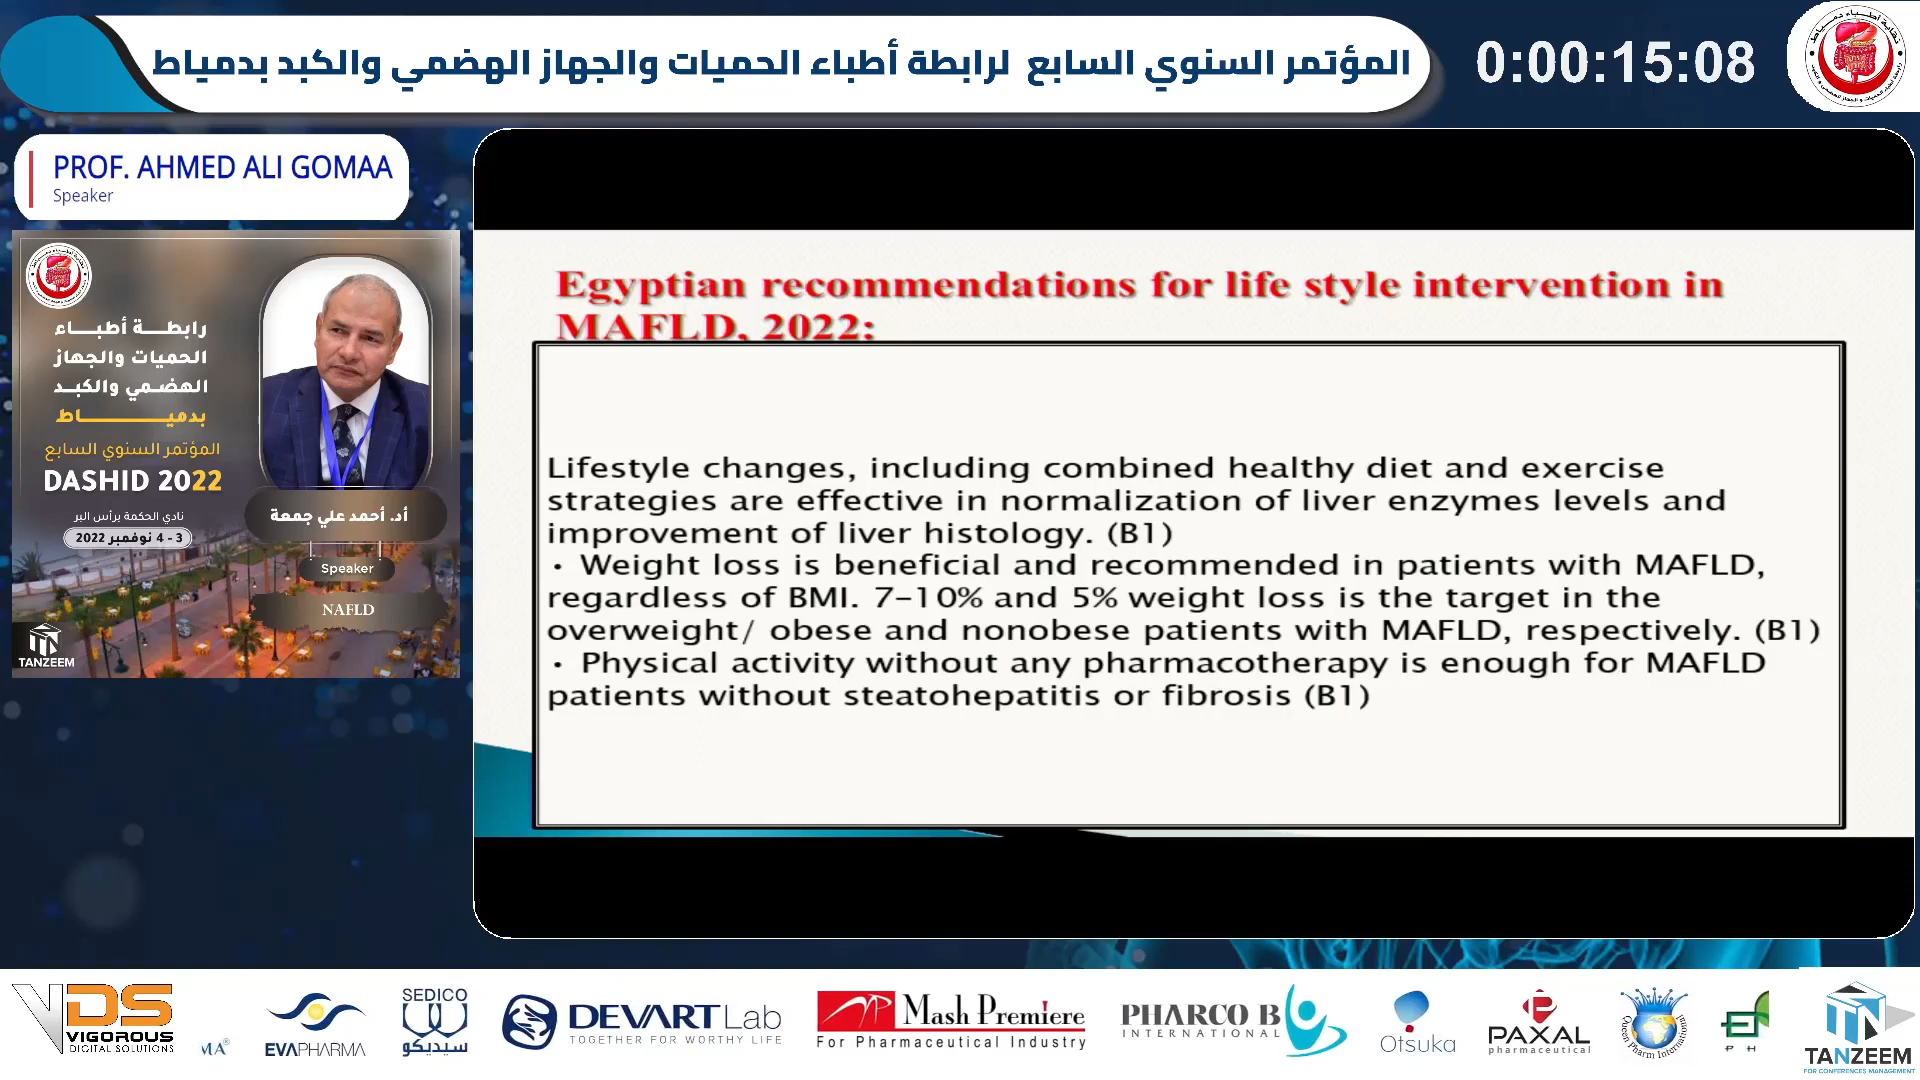 المؤتمر السنوي السابع لرابطة أطباء الحميات والجهاز الهضمي والكبد بدمياط
0:00:15:08
PROF. AHMED ALI GOMAA
Speaker
رابطة أطباء
الحميات والجهاز
الهضمي والكبد
بدمياط
المؤتمر السنوي السابع
DASHID 2022
نادي الحكمة برأس البر
3 - 4 نوفمبر 2022
أ.د. أحمد علي جمعة
Speaker
NAFLD
TANZEEM
Egyptian recommendations for life style intervention in
MAFLD, 2022:
Lifestyle changes, including combined healthy diet and exercise
strategies are effective in normalization of liver enzymes levels and
improvement of liver histology. (B1)
• Weight loss is beneficial and recommended in patients with MAFLD,
regardless of BMI. 7-10% and 5% weight loss is the target in the
overweight/ obese and nonobese patients with MAFLD, respectively. (B1)
• Physical activity without any pharmacotherapy is enough for MAFLD
patients without steatohepatitis or fibrosis (B1)
VDS
VIGOROUS
DIGITAL SOLUTIONS
MA®
EVAPHARMA
SEDICO
سيديكو
DEVART Lab
TOGETHER FOR WORTHY LIFE
Mash Premiere
For Pharmaceutical Industry
PHARCO B
INTERNATIONAL
Otsuka
PAXAL
pharmaceutical
Queen Pharm International
P H
TANZEEM
FOR CONFERENCES MANAGEMENT